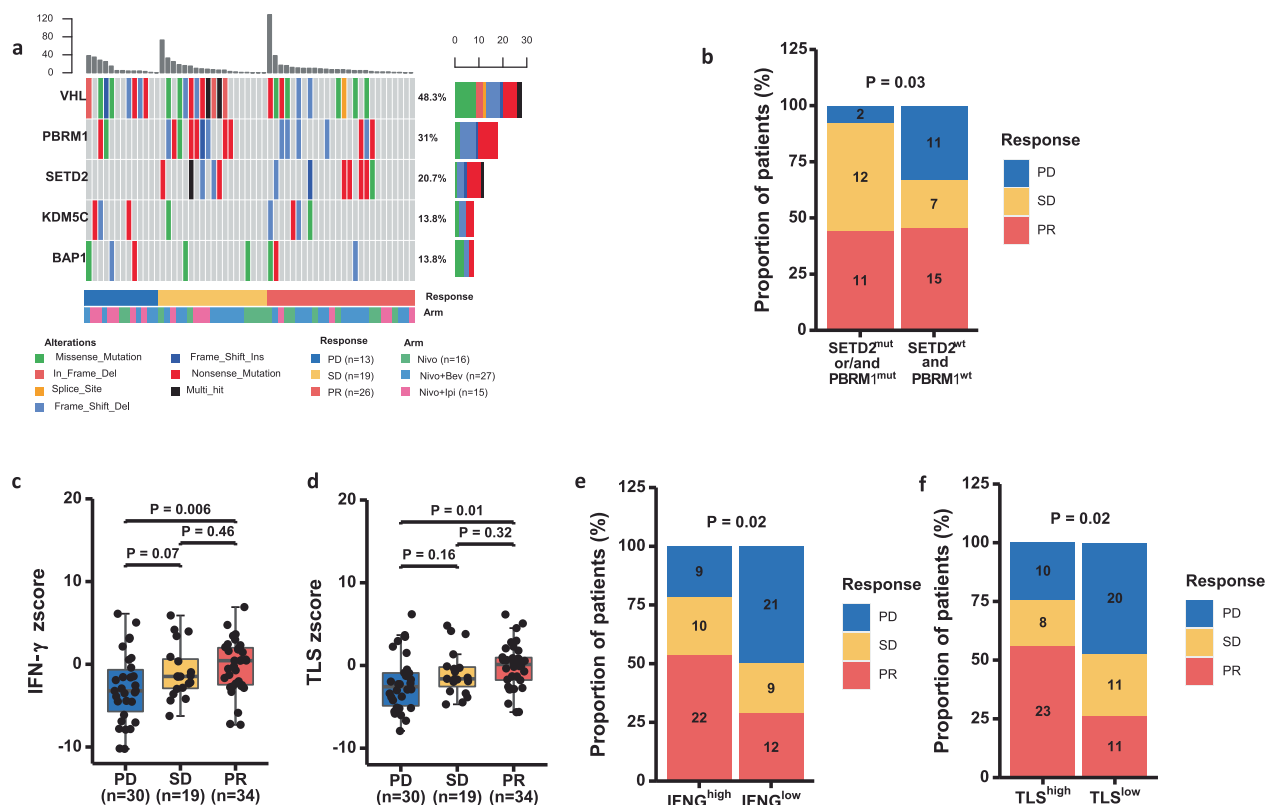 a
120
80
40
0
0 10 20 30
VHL
48.3%
PBRM1
31%
SETD2
20.7%
KDM5C
13.8%
BAP1
13.8%
Response
Arm
Alterations
Missense_Mutation
In_Frame_Del
Splice_Site
Frame_Shift_Del
Frame_Shift_Ins
Nonsense_Mutation
Multi_hit
Response
PD (n=13)
SD (n=19)
PR (n=26)
Arm
Nivo (n=16)
Nivo+Bev (n=27)
Nivo+Ipi (n=15)
b
Proportion of patients (%)
125
100
75
50
25
0
P = 0.03
2
12
11
11
7
15
SETD2mut
or/and
PBRM1mut
SETD2wt
and
PBRM1wt
Response
PD
SD
PR
c
IFN-γ zscore
20
10
0
-10
P = 0.006
P = 0.46
P = 0.07
PD
(n=30)
SD
(n=19)
PR
(n=34)
d
TLS zscore
20
10
0
-10
P = 0.01
P = 0.32
P = 0.16
PD
(n=30)
SD
(n=19)
PR
(n=34)
e
Proportion of patients (%)
125
100
75
50
25
0
P = 0.02
9
10
22
21
9
12
IFNGhigh
IFNGlow
Response
PD
SD
PR
f
Proportion of patients (%)
125
100
75
50
25
0
P = 0.02
10
8
23
20
11
11
TLShigh
TLSlow
Response
PD
SD
PR